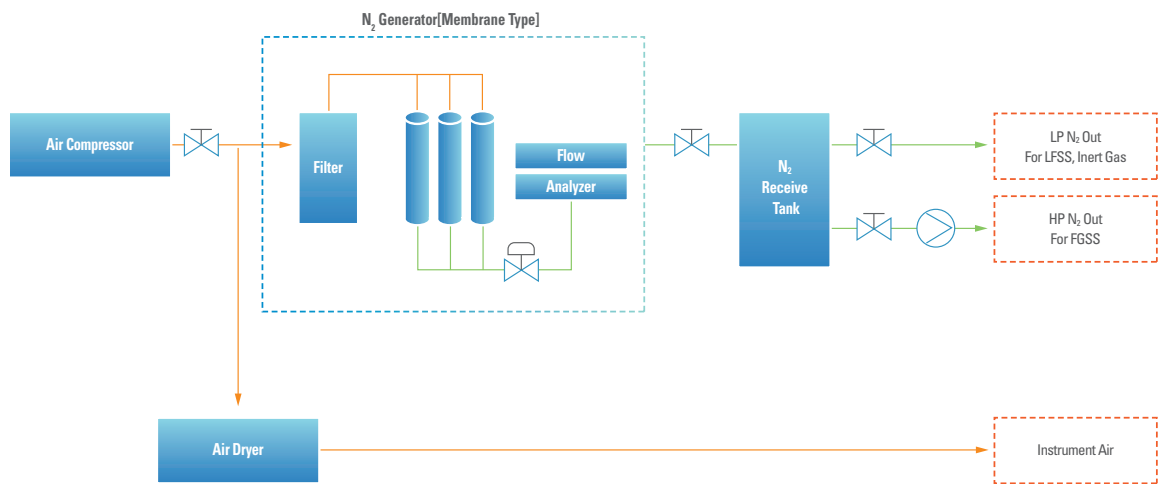 N₂ Generator[Membrane Type]
Air Compressor
Filter
Flow
Analyzer
N₂
Receive
Tank
LP N₂ Out
For LFSS, Inert Gas
HP N₂ Out
For FGSS
Air Dryer
Instrument Air